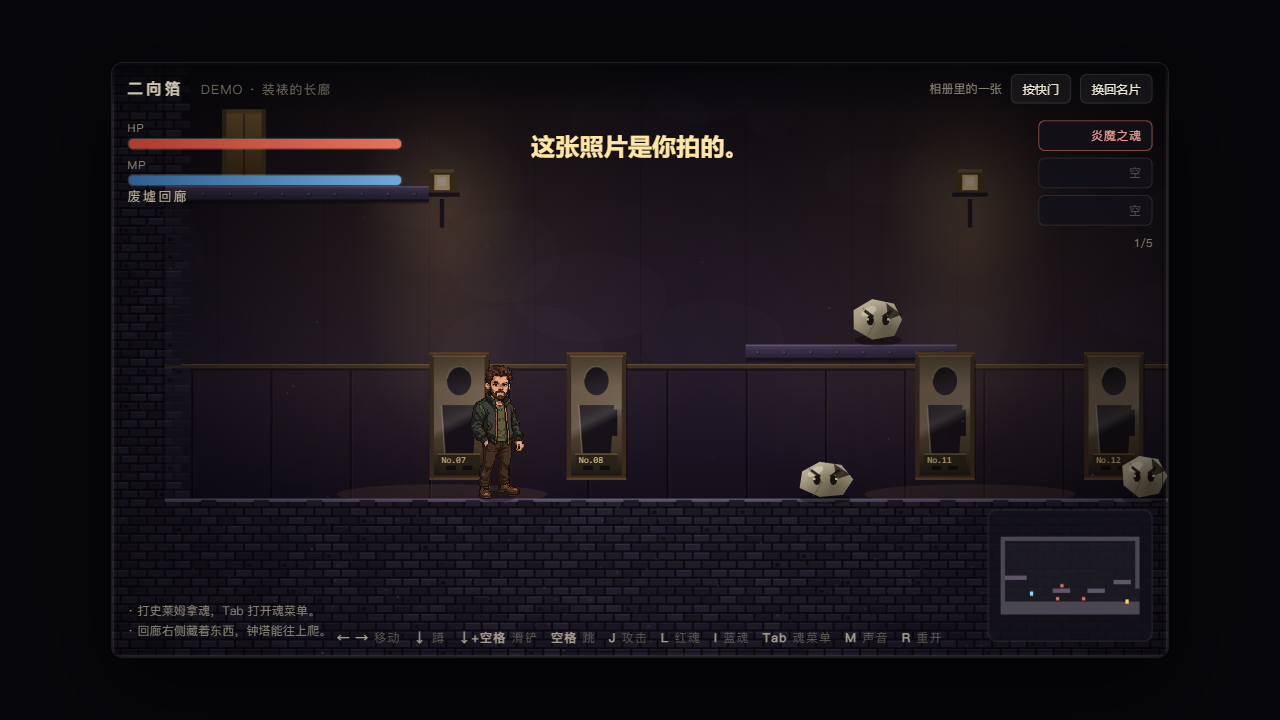 二向箔 DEMO · 装裱的长廊
相册里的一张 按快门 换回名片
HP
MP
废墟回廊
这张照片是你拍的。
炎魔之魂
空
空
1/5
No.07
No.08
No.11
No.12
· 打史莱姆拿魂，Tab 打开魂菜单。
· 回廊右侧藏着东西，钟塔能往上爬。
← → 移动 ↓ 蹲 ↓+空格 滑铲 空格 跳 J 攻击 L 红魂 I 蓝魂 Tab 魂菜单 M 声音 R 重开